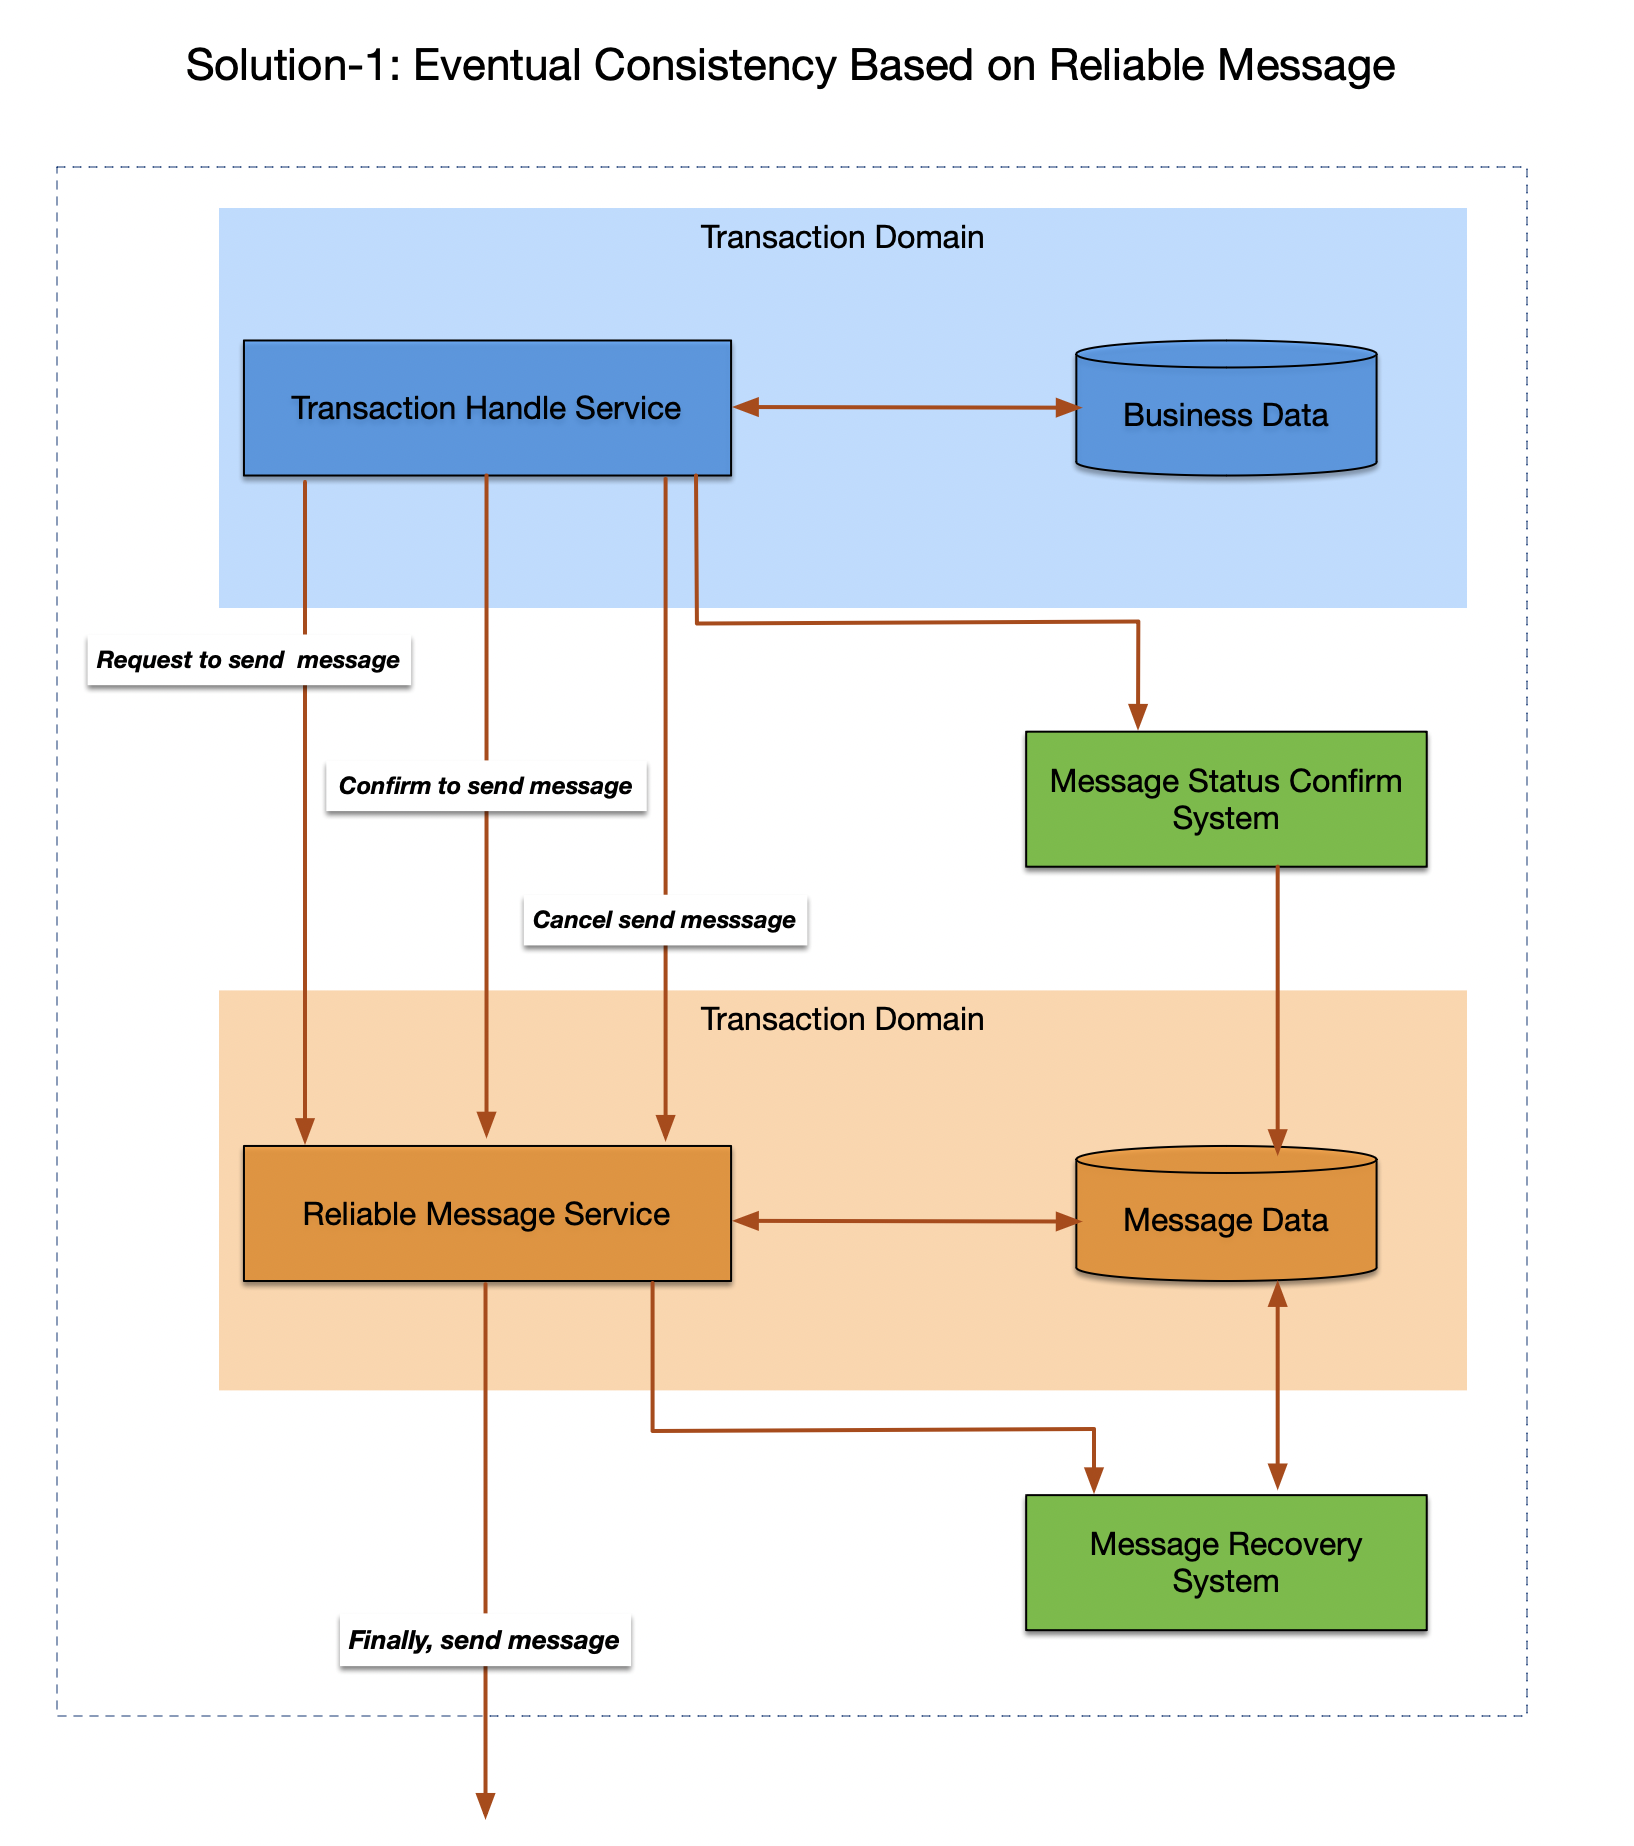 Solution-1: Eventual Consistency Based on Reliable Message
Transaction Domain
Transaction Handle Service
Business Data
Request to send  message
Confirm to send message
Message Status Confirm
System
Cancel send messsage
Transaction Domain
Reliable Message Service
Message Data
Message Recovery
System
Finally, send message